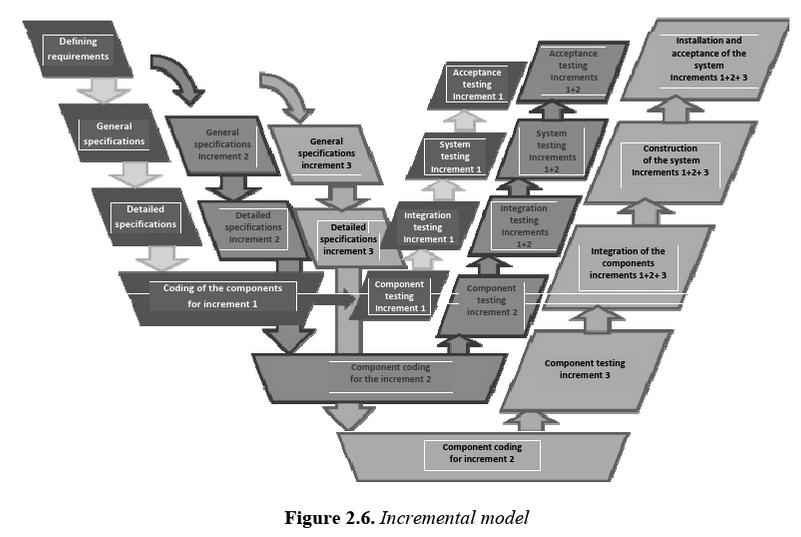 Defining
requirements
General
specifications
Detailed
specifications
Coding of the components
for increment 1
General
specifications
Increment 2
Detailed
specifications
Increment 2
Component coding
for the increment 2
General
specifications
increment 3
Detailed
specifications
increment 3
Component coding
for increment 2
Acceptance
testing
Increment 1
System
testing
Increment 1
Integration
testing
Increment 1
Component
testing
Increment 1
Acceptance
testing
Increments
1+2
System
testing
Increments
1+2
Integration
testing
Increments
1+2
Component
testing
increment 2
Installation and
acceptance of the
system
Increments 1+2+ 3
Construction
of the system
Increments 1+2+ 3
Integration of the
components
increments 1+2+ 3
Component testing
increment 3
Figure 2.6. Incremental model